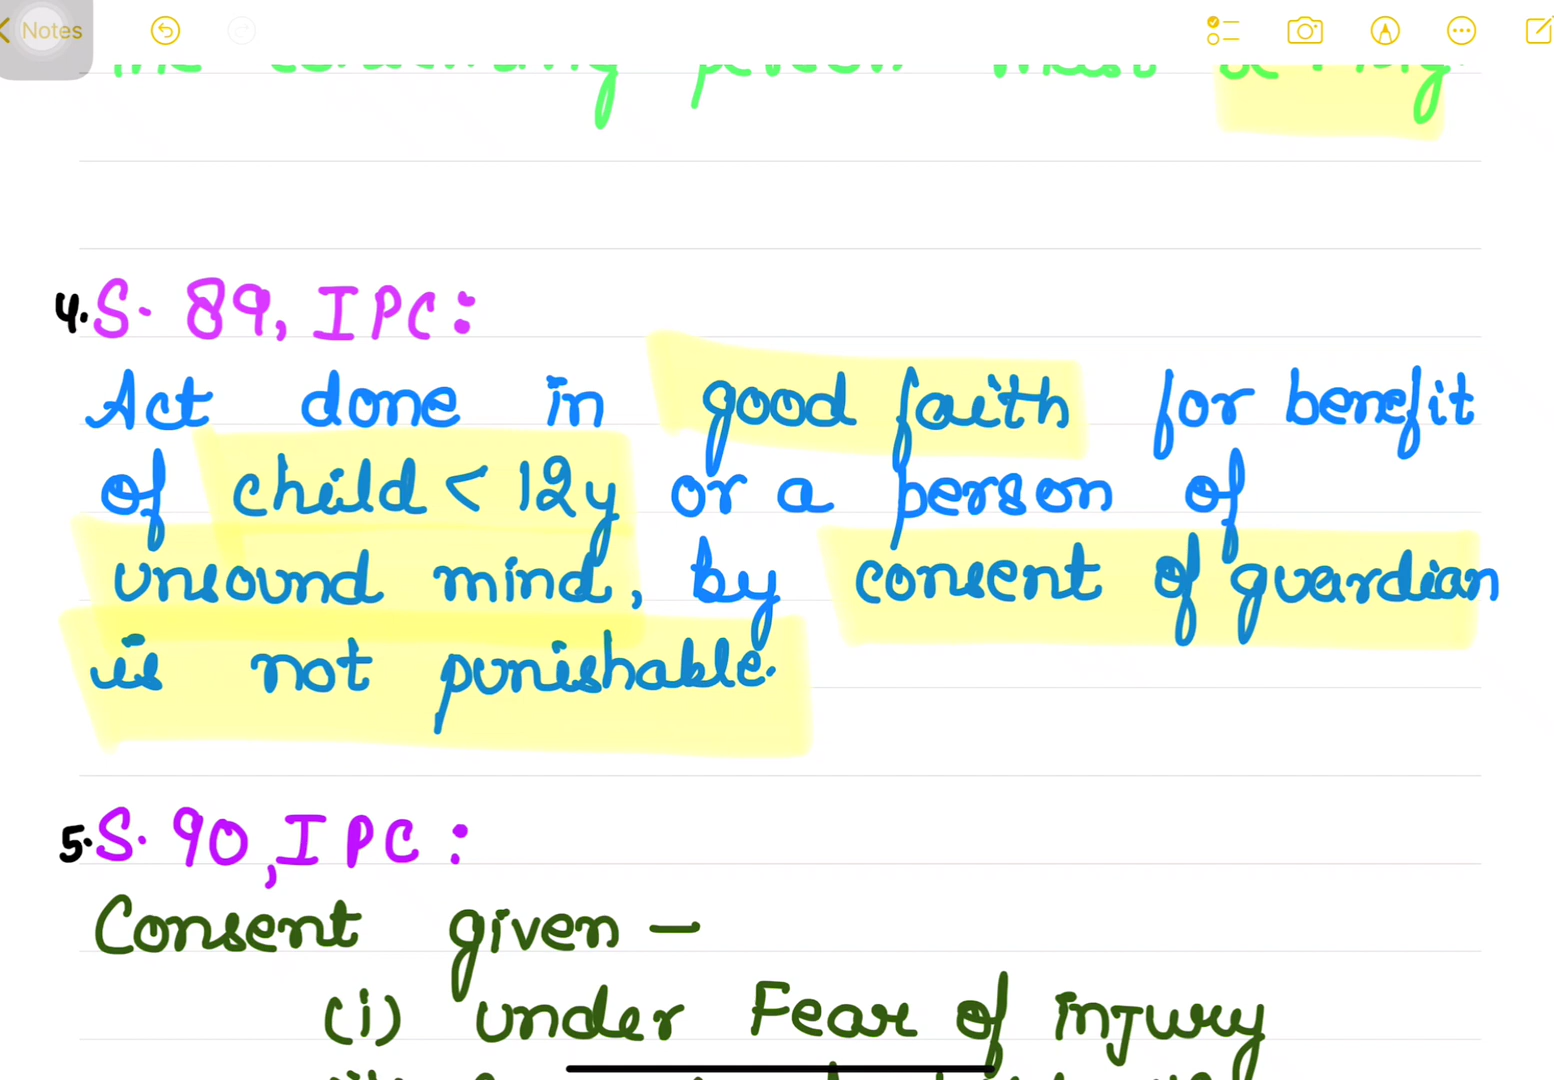 Notes
4. S. 89, IPC:
Act done in good faith for benefit
of child < 12y or a person of
unsound mind, by consent of guardian
is not punishable.
5. S. 90, IPC:
Consent given —
(i) under Fear of injury